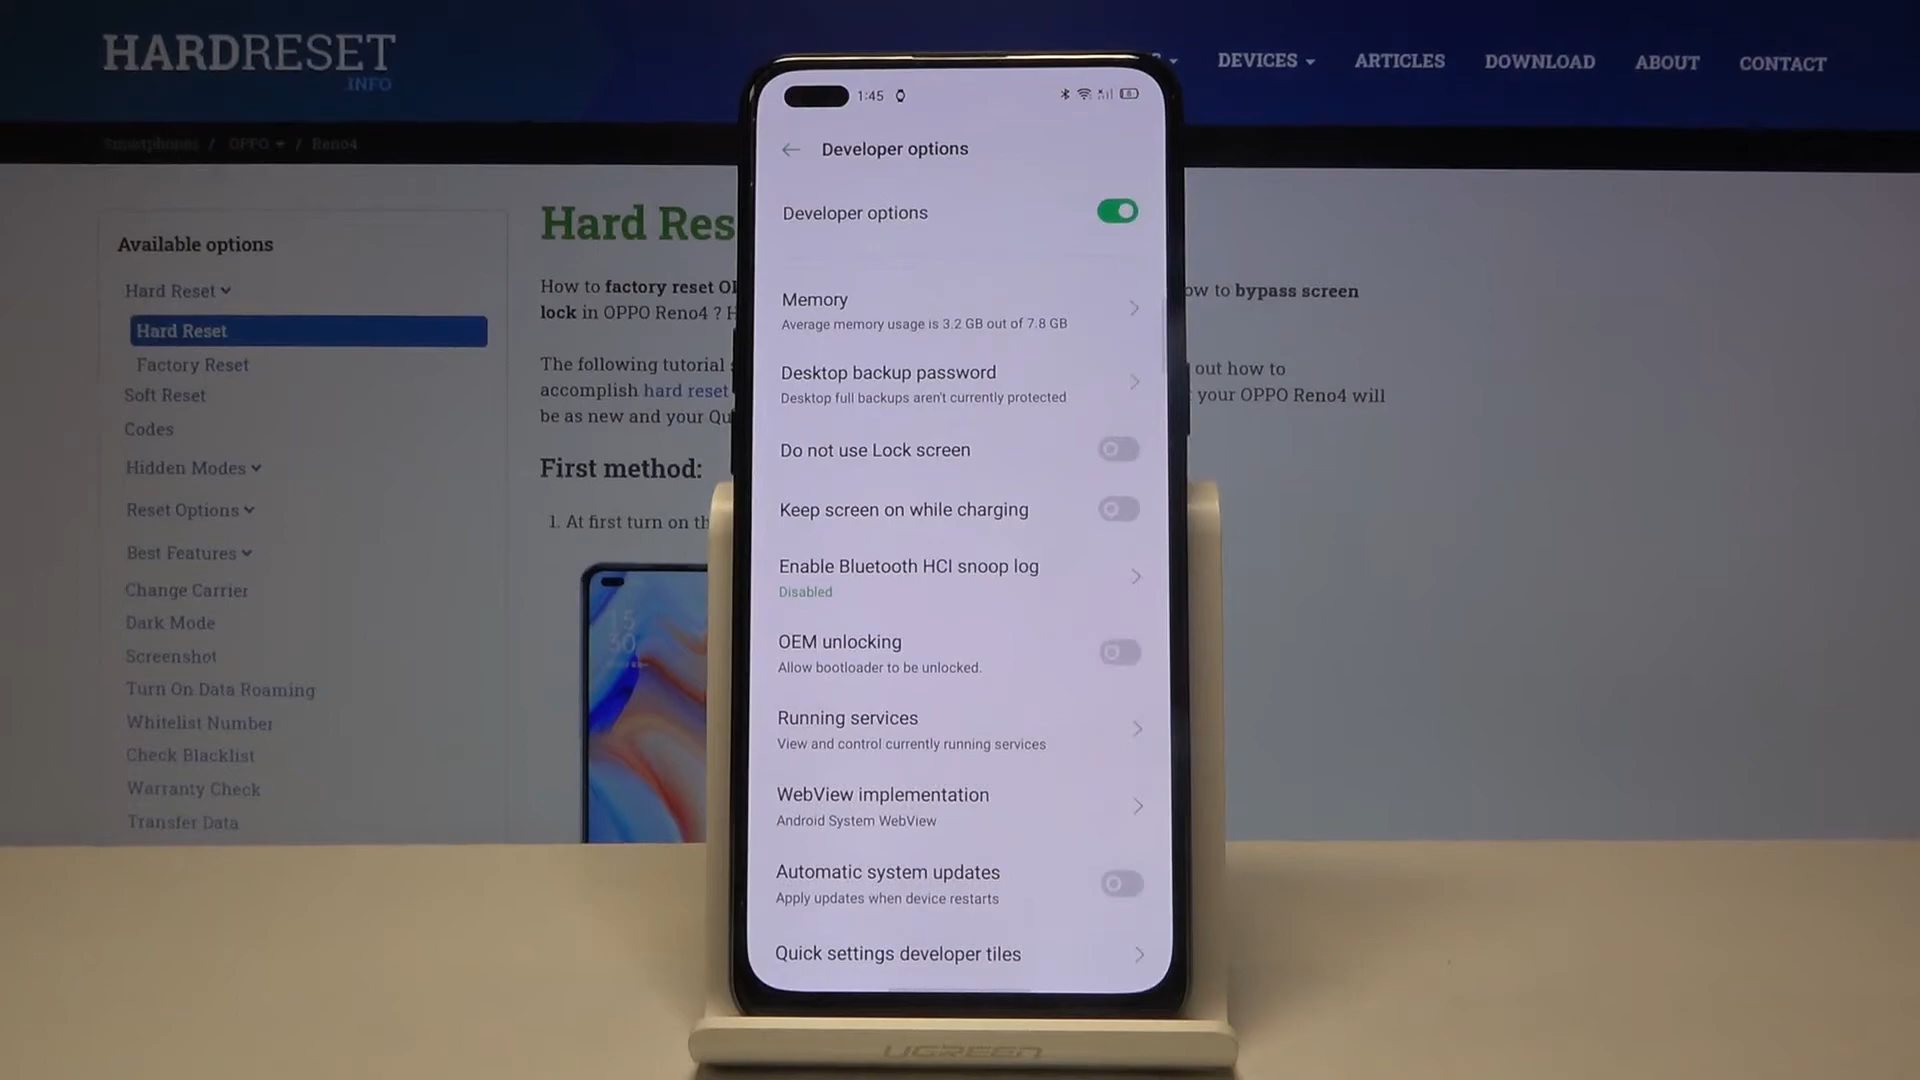 HARDRESET
.INFO
DEVICES
ARTICLES
DOWNLOAD
ABOUT
CONTACT
Smartphones / OPPO / Reno4
Available options
Hard Reset
Hard Reset
Factory Reset
Soft Reset
Codes
Hidden Modes
Reset Options
Best Features
Change Carrier
Dark Mode
Screenshot
Turn On Data Roaming
Whitelist Number
Check Blacklist
Warranty Check
Transfer Data
Hard Res
How to factory reset
lock in OPPO Reno4 ?
The following tutorial
accomplish hard reset
be as new and your
First method:
1. At first turn on
to bypass screen
out how to
your OPPO Reno4 will
1:45
Developer options
Developer options
Memory
Average memory usage is 3.2 GB out of 7.8 GB
Desktop backup password
Desktop full backups aren't currently protected
Do not use Lock screen
Keep screen on while charging
Enable Bluetooth HCI snoop log
Disabled
OEM unlocking
Allow bootloader to be unlocked.
Running services
View and control currently running services
WebView implementation
Android System WebView
Automatic system updates
Apply updates when device restarts
Quick settings developer tiles
UGREEN